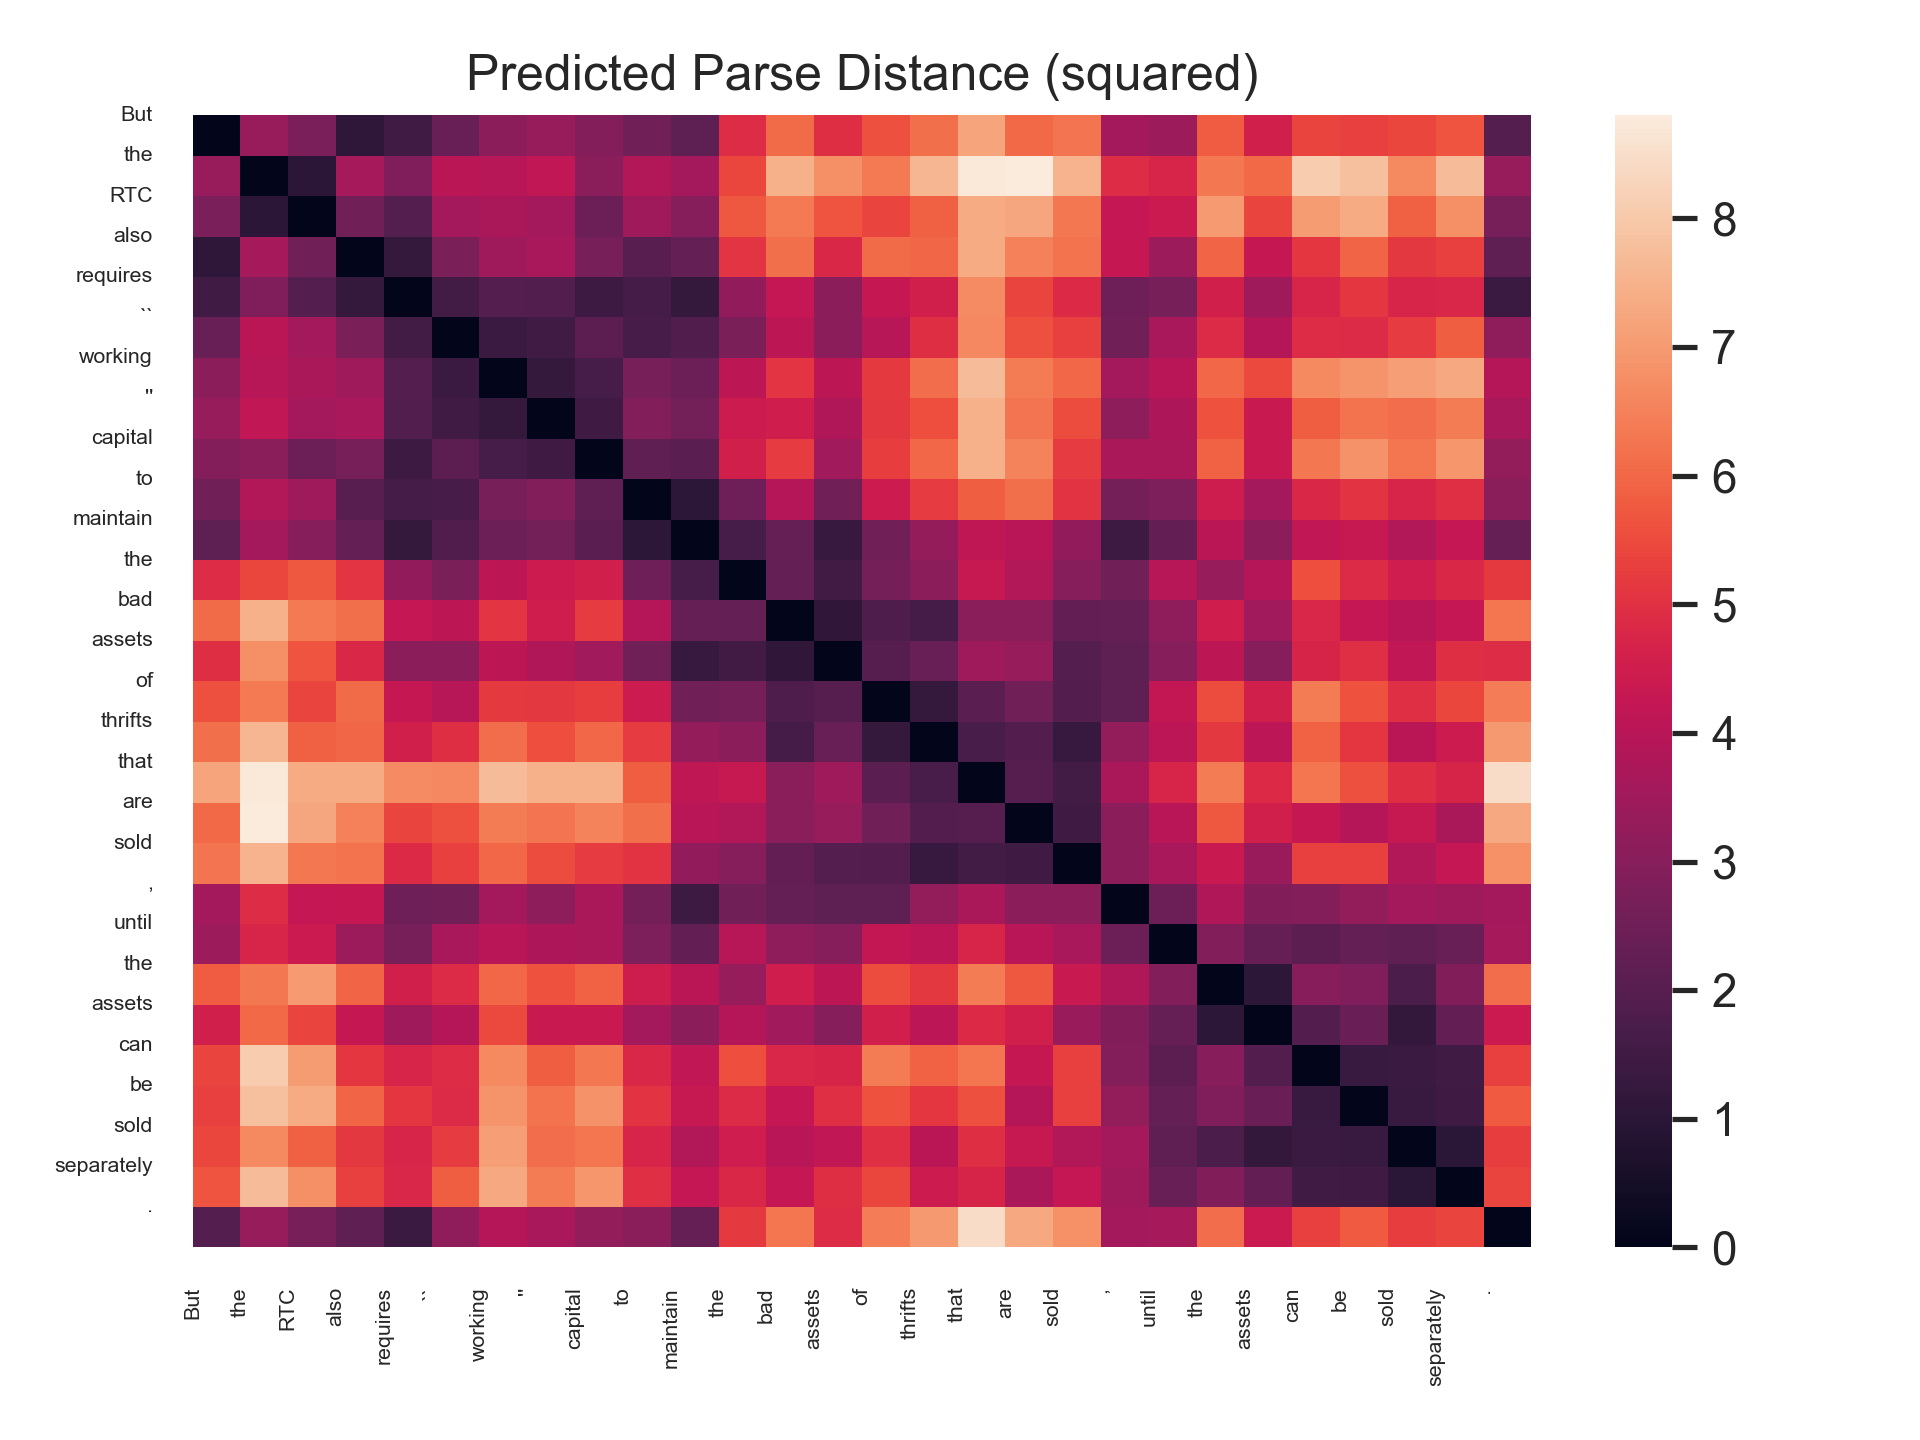 Predicted Parse Distance (squared)
But
the
RTC
also
requires
``
working
''
capital
to
maintain
the
bad
assets
of
thrifts
that
are
sold
,
until
the
assets
can
be
sold
separately
.
8
7
6
5
4
3
2
1
0
But the RTC also requires `` working '' capital to maintain the bad assets of thrifts that are sold , until the assets can be sold separately .